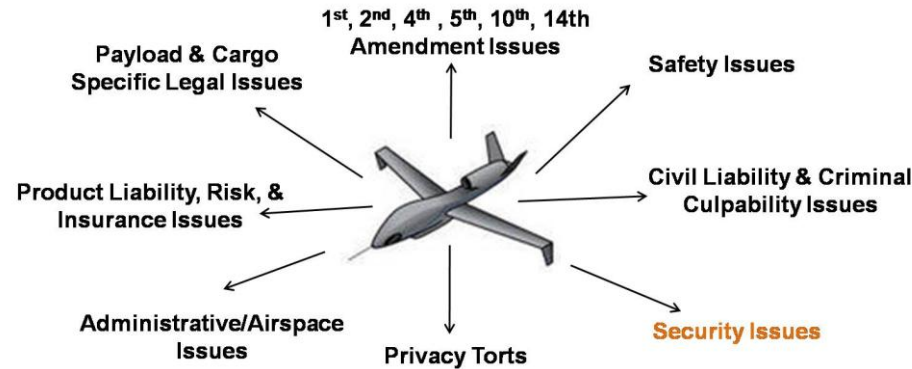 1st, 2nd, 4th , 5th, 10th, 14th
Amendment Issues
Payload & Cargo
Specific Legal Issues
Safety Issues
Product Liability, Risk, &
Insurance Issues
Civil Liability & Criminal
Culpability Issues
Administrative/Airspace
Issues
Privacy Torts
Security Issues